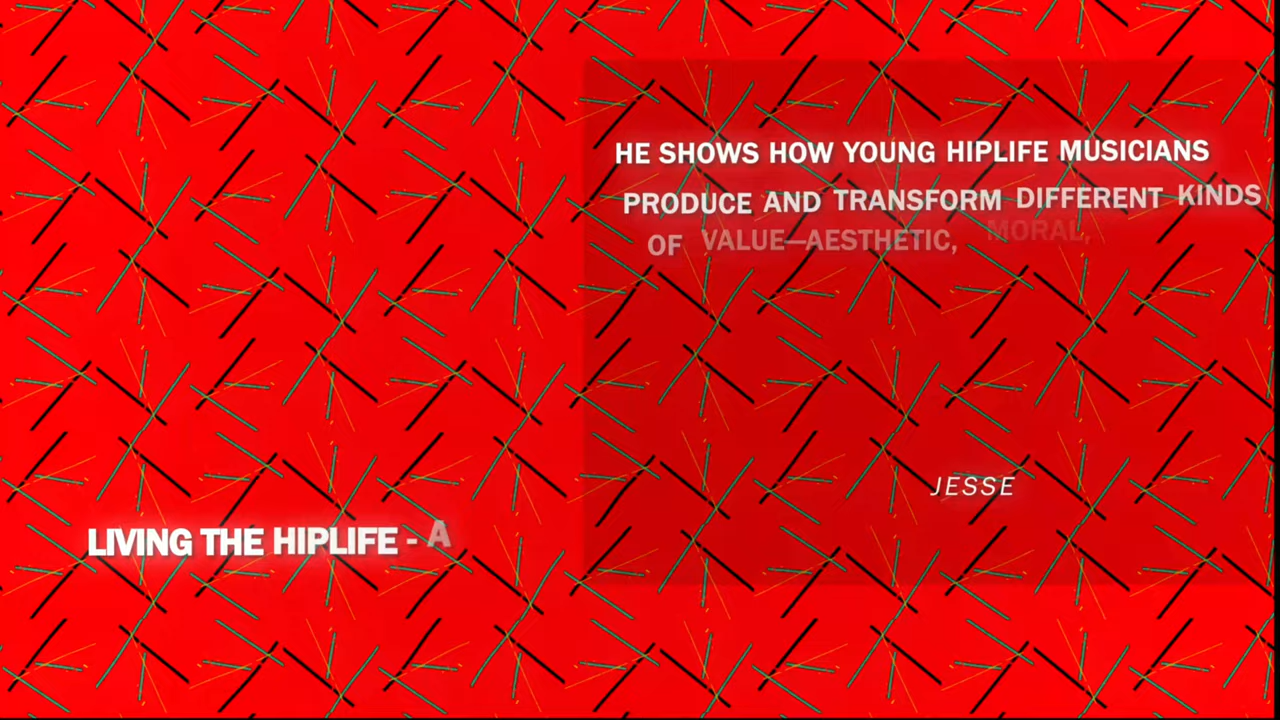 HE SHOWS HOW YOUNG HIPLIFE MUSICIANS
PRODUCE AND TRANSFORM DIFFERENT KINDS
OF VALUE—AESTHETIC, MORAL,
JESSE
LIVING THE HIPLIFE - A